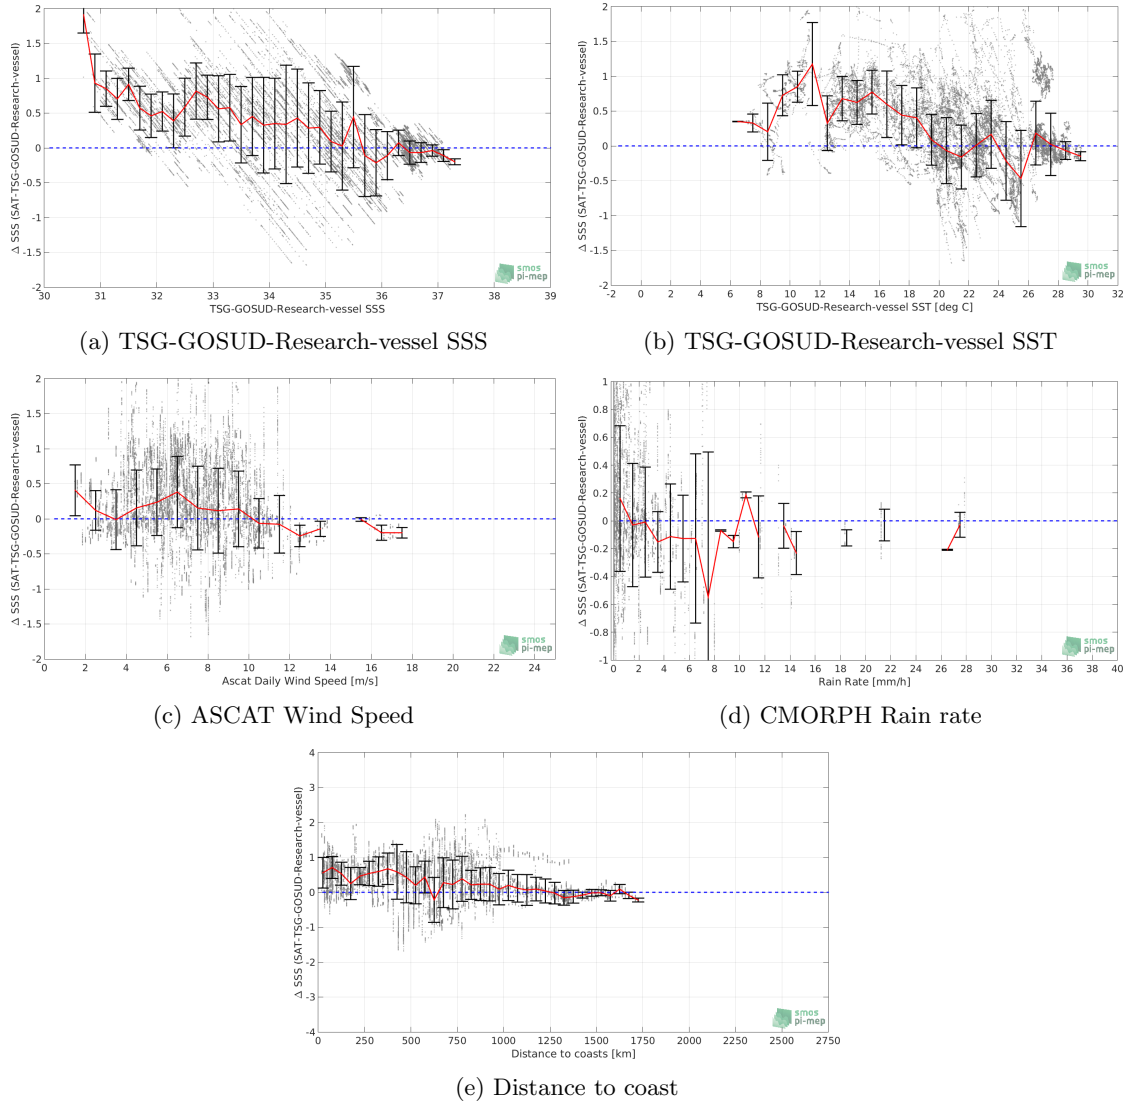 2
1.5
1
0.5
0
-0.5
-1
-1.5
2
30 31 32 33 34 35 36 37 38 39
Δ SSS (SAT-TSG-GOSUD-Research-vessel)
TSG-GOSUD-Research-vessel SSS
smos
pi-mep
(a) TSG-GOSUD-Research-vessel SSS
2
1.5
1
0.5
0
-0.5
-1
-1.5
-2
-2 0 2 4 6 8 10 12 14 16 18 20 22 24 26 28 30 32
Δ SSS (SAT-TSG-GOSUD-Research-vessel)
TSG-GOSUD-Research-vessel SST [deg C]
smos
pi-mep
(b) TSG-GOSUD-Research-vessel SST
2
1.5
1
0.5
0
-0.5
-1
-1.5
-2
0 2 4 6 8 10 12 14 16 18 20 22 24
Δ SSS (SAT-TSG-GOSUD-Research-vessel)
Ascat Daily Wind Speed [m/s]
smos
pi-mep
(c) ASCAT Wind Speed
1
0.8
0.6
0.4
0.2
0
-0.2
-0.4
-0.6
-0.8
-1
0 2 4 6 8 10 12 14 16 18 20 22 24 26 28 30 32 34 36 38 40
Δ SSS (SAT-TSG-GOSUD-Research-vessel)
Rain Rate [mm/h]
smos
pi-mep
(d) CMORPH Rain rate
4
3
2
1
0
-1
-2
-3
-4
0 250 500 750 1000 1250 1500 1750 2000 2250 2500 2750
Δ SSS (SAT-TSG-GOSUD-Research-vessel)
Distance to coasts [km]
smos
pi-mep
(e) Distance to coast